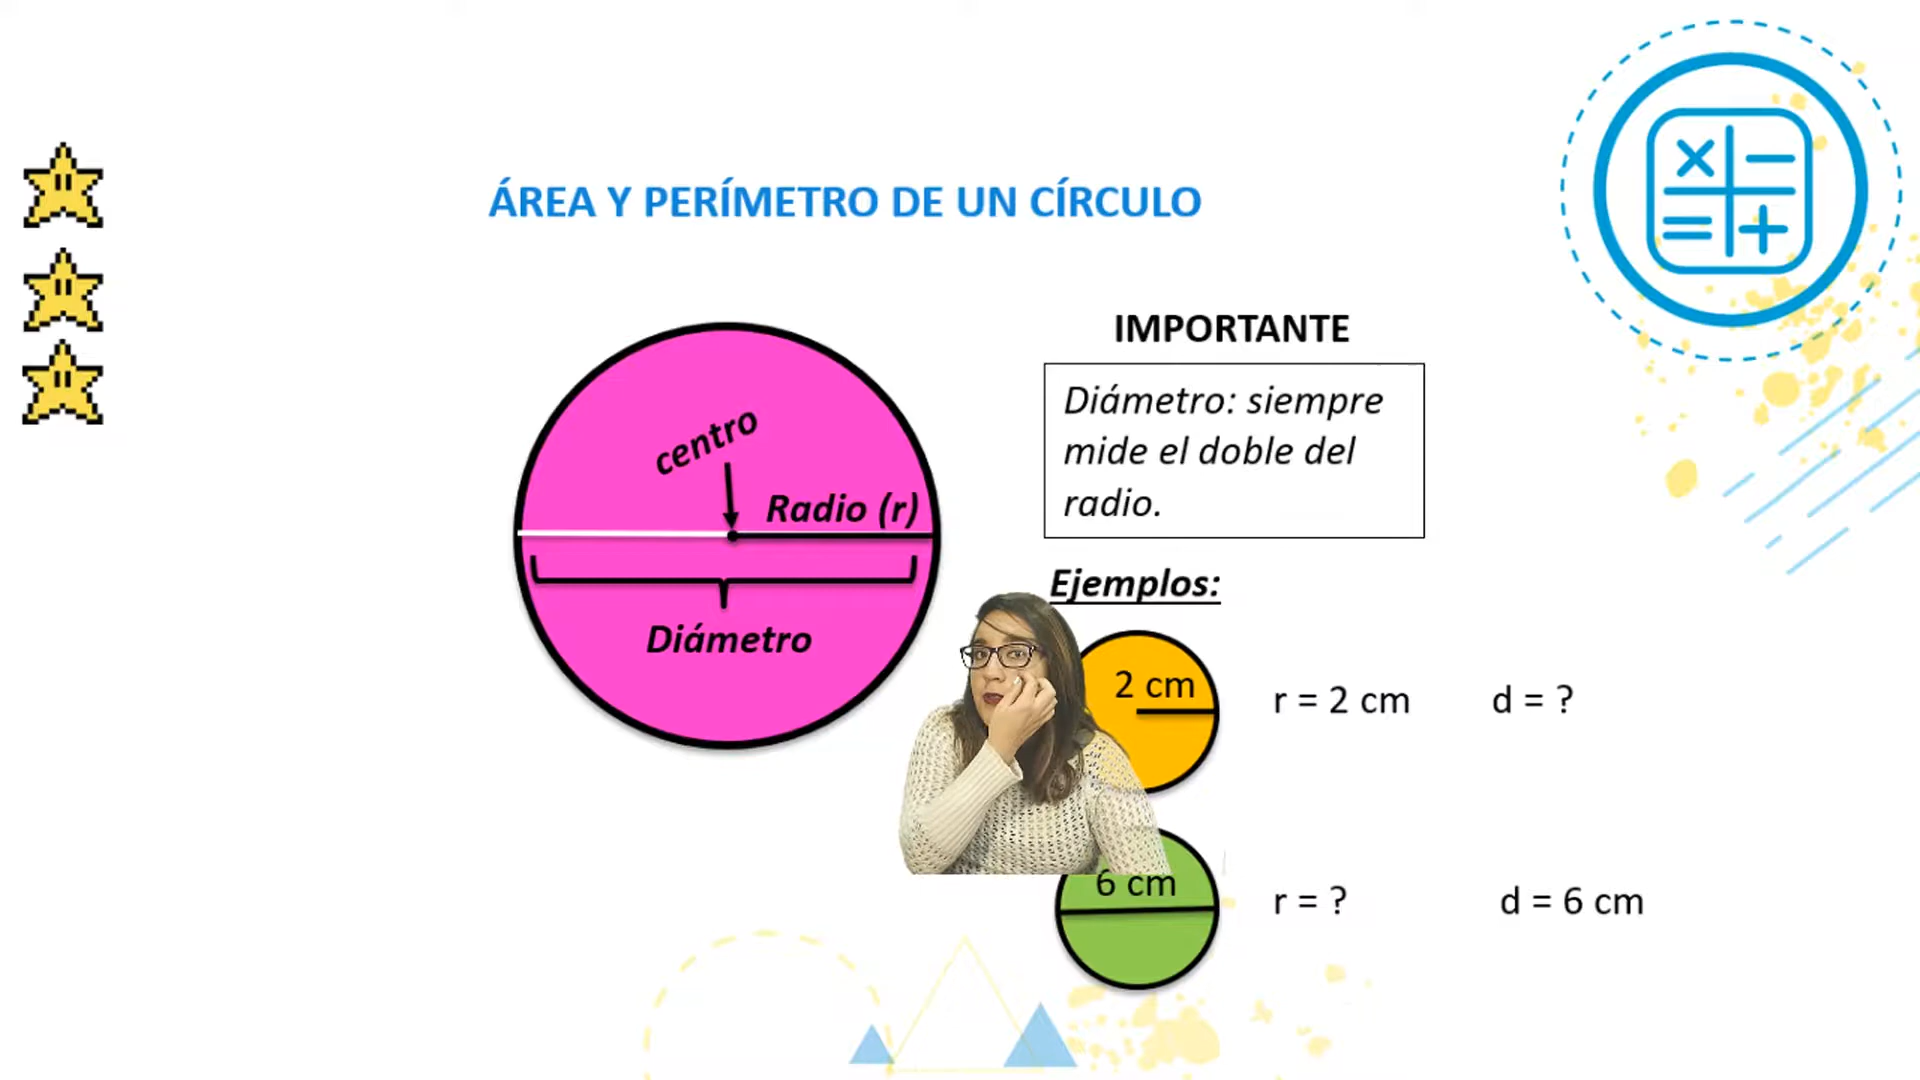 ÁREA Y PERÍMETRO DE UN CÍRCULO
centro
Radio (r)
Diámetro
IMPORTANTE
Diámetro: siempre
mide el doble del
radio.
Ejemplos:
2 cm
r = 2 cm
d = ?
6 cm
r = ?
d = 6 cm